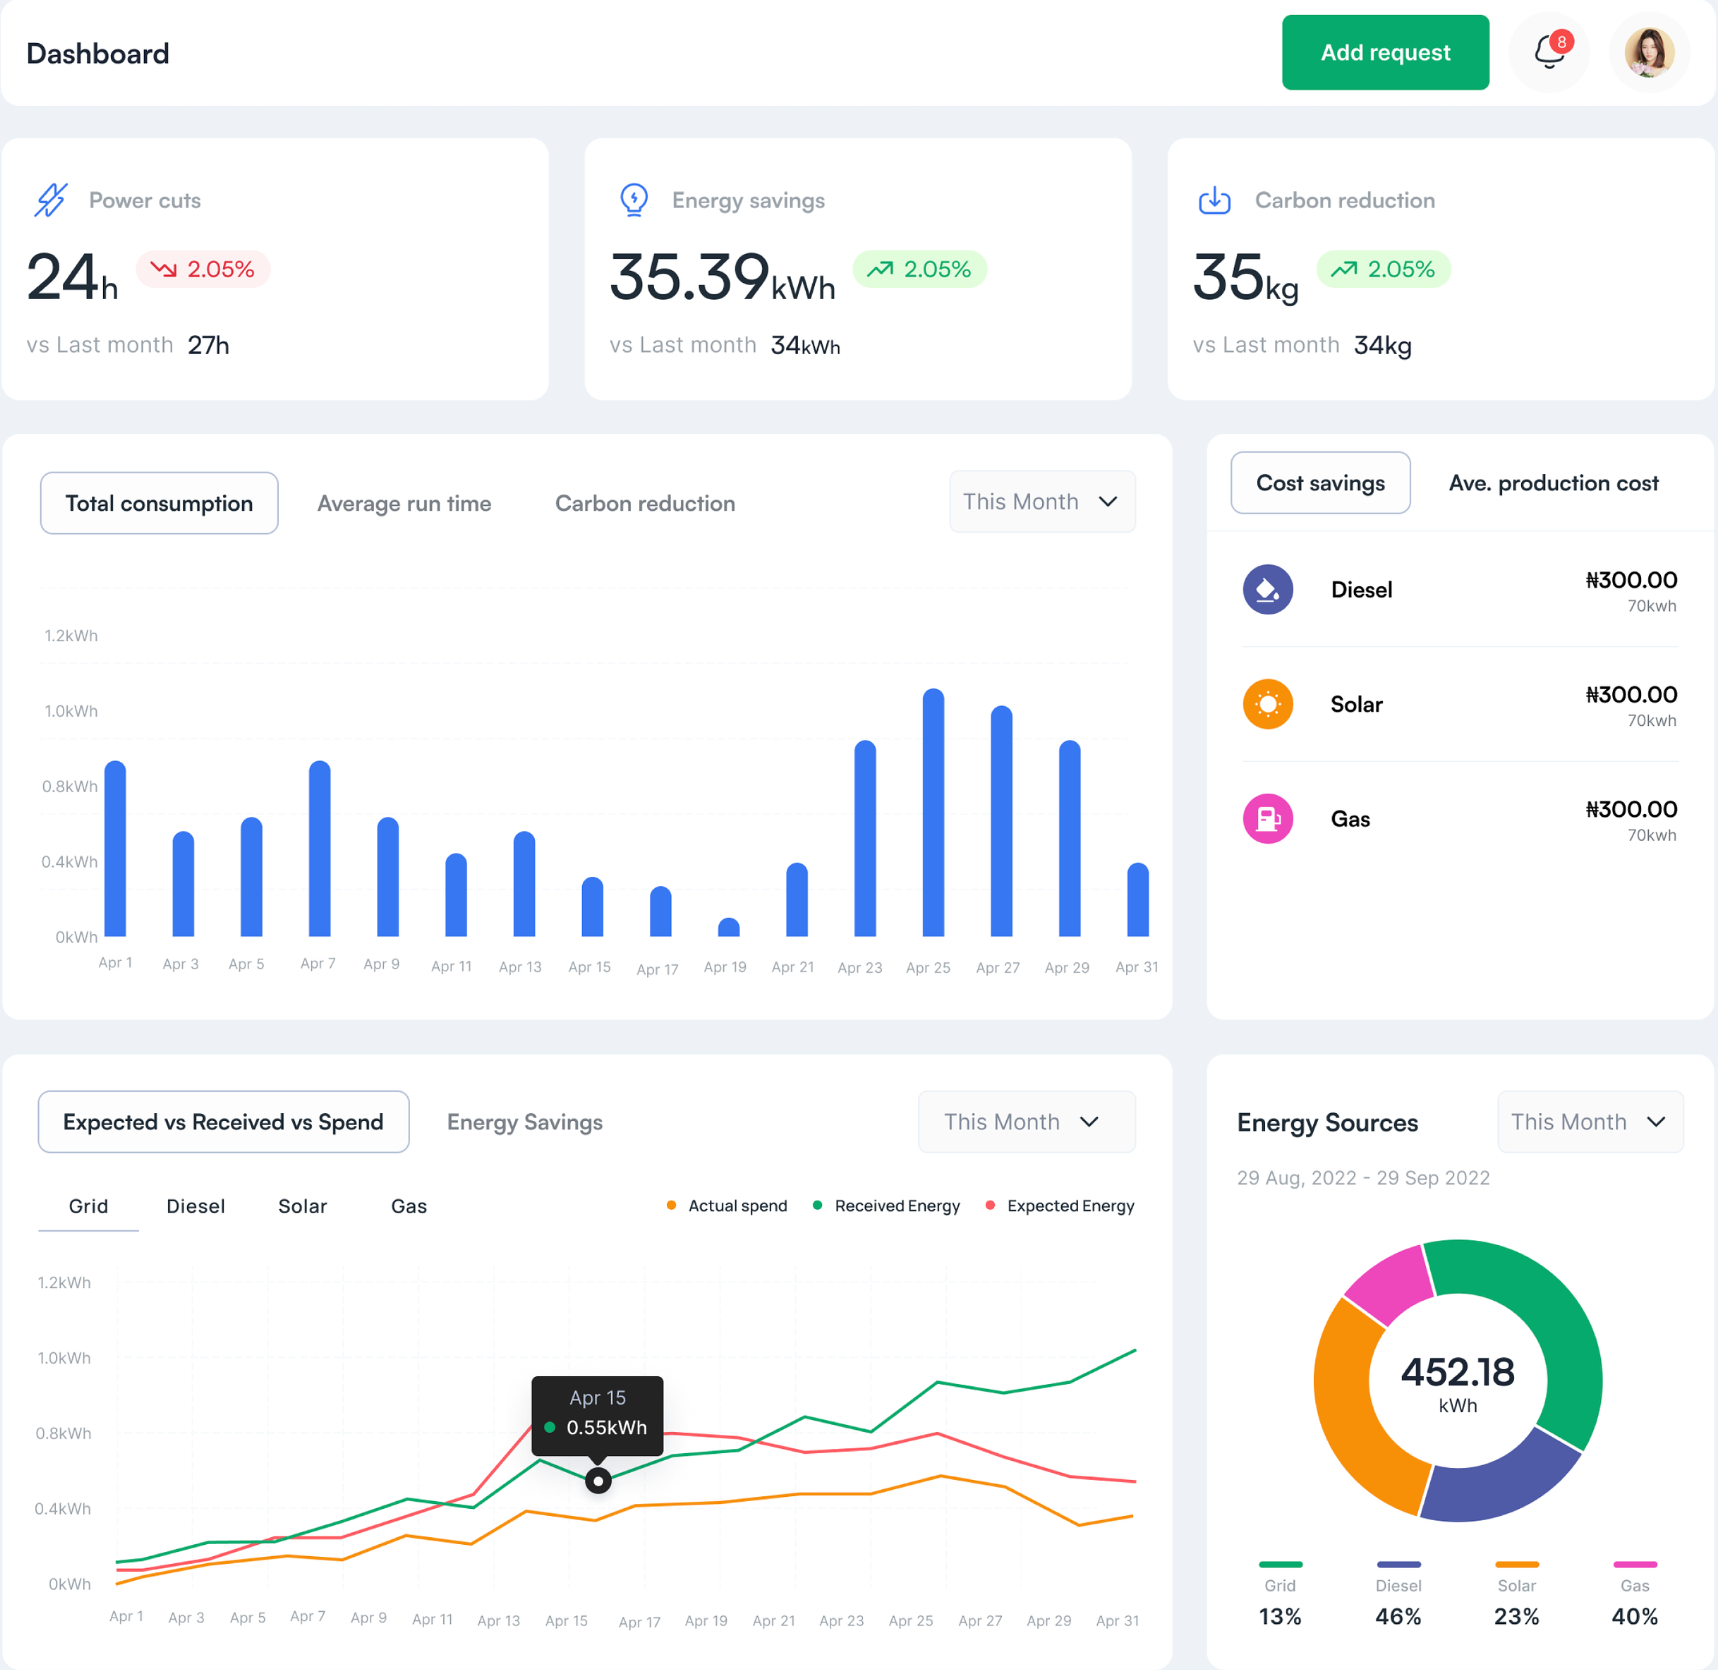 Dashboard
Add request
8
Power cuts
24h
2.05%
vs Last month 27h
Energy savings
35.39kWh
2.05%
vs Last month 34kWh
Carbon reduction
35kg
2.05%
vs Last month 34kg
Total consumption
Average run time
Carbon reduction
This Month
1.2kWh
1.0kWh
0.8kWh
0.4kWh
0kWh
Apr 1 Apr 3 Apr 5 Apr 7 Apr 9 Apr 11 Apr 13 Apr 15 Apr 17 Apr 19 Apr 21 Apr 23 Apr 25 Apr 27 Apr 29 Apr 31
Cost savings
Ave. production cost
Diesel
₦300.00
70kwh
Solar
₦300.00
70kwh
Gas
₦300.00
70kwh
Expected vs Received vs Spend
Energy Savings
This Month
Grid Diesel Solar Gas
Actual spend Received Energy Expected Energy
1.2kWh
1.0kWh
0.8kWh
0.4kWh
0kWh
Apr 15
0.55kWh
Apr 1 Apr 3 Apr 5 Apr 7 Apr 9 Apr 11 Apr 13 Apr 15 Apr 17 Apr 19 Apr 21 Apr 23 Apr 25 Apr 27 Apr 29 Apr 31
Energy Sources
This Month
29 Aug, 2022 - 29 Sep 2022
452.18
kWh
Grid Diesel Solar Gas
13% 46% 23% 40%